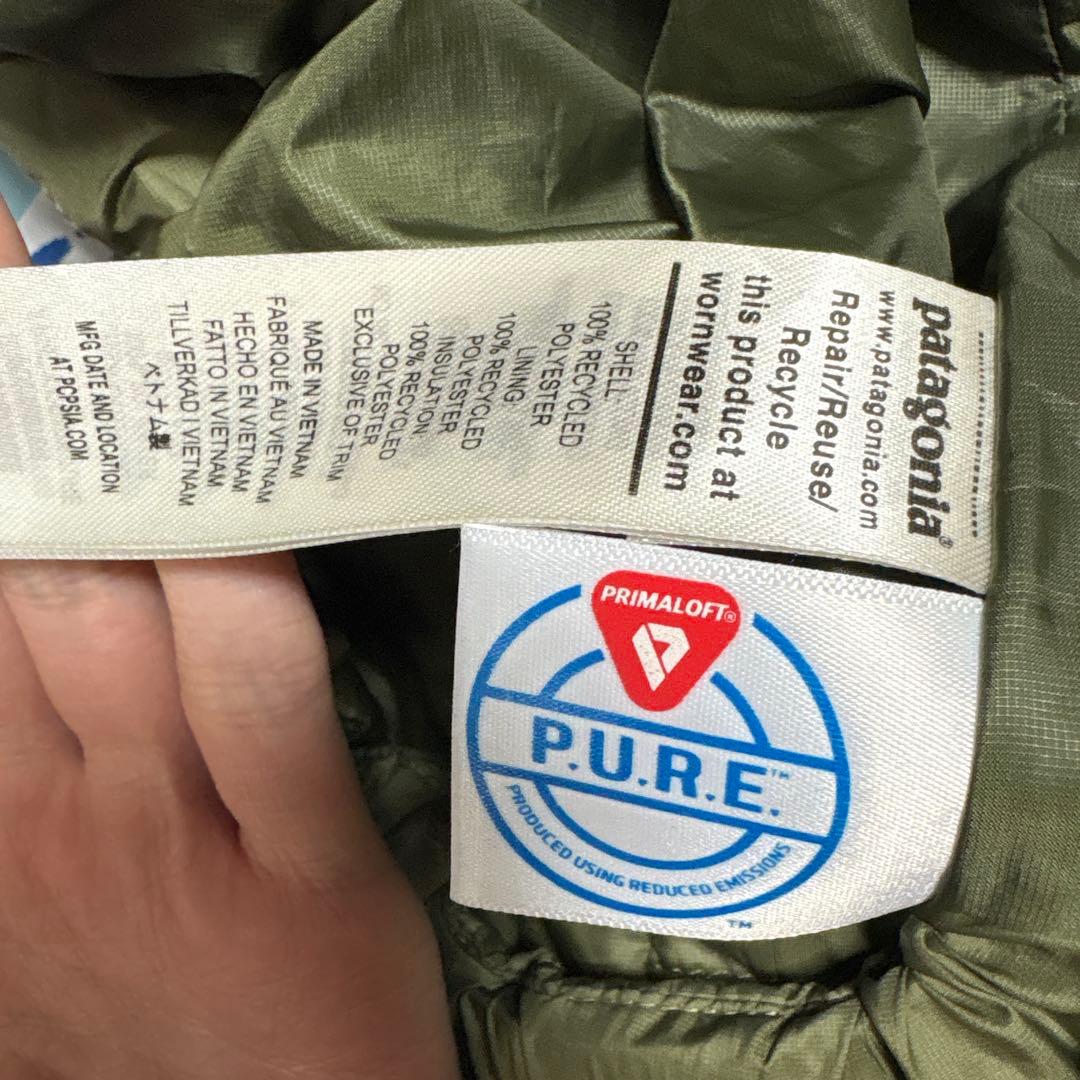 patagonia®
www.patagonia.com
Repair/Reuse/
Recycle
this product at
wornwear.com
SHELL
100% RECYCLED
POLYESTER
LINING
100% RECYCLED
POLYESTER
INSULATION
100% RECYCLED
POLYESTER
EXCLUSIVE OF TRIM
MADE IN VIETNAM
FABRIQUÉ AU VIETNAM
HECHO EN VIETNAM
FATTO IN VIETNAM
TILLVERKAD I VIETNAM
ベトナム製
MFG DATE AND LOCATION
AT PCPSIA.COM
PRIMALOFT®
P.U.R.E.™
PRODUCED USING REDUCED EMISSIONS
™